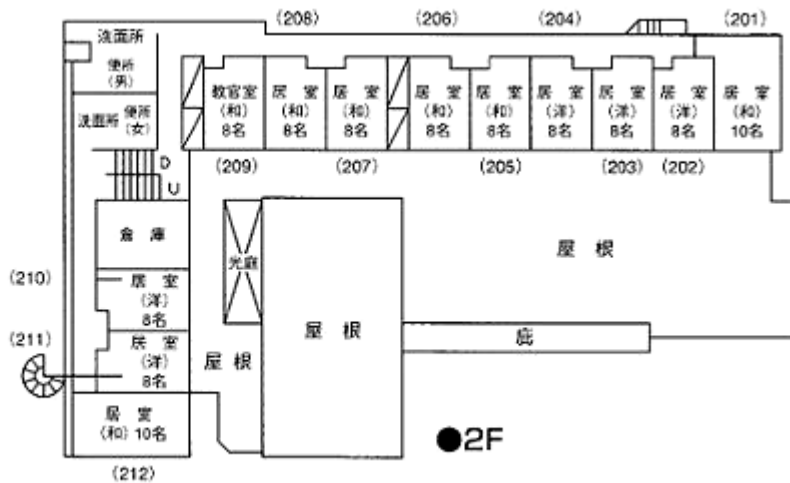 (208)
(206)
(204)
(201)
洗面所
便所
(男)
洗面所
便所
(女)
教官室
(和)
8名
居 室
(和)
8名
居 室
(和)
8名
居 室
(和)
8名
居 室
(和)
8名
居 室
(洋)
8名
居 室
(洋)
8名
居 室
(洋)
8名
居 室
(和)
10名
(209)
(207)
(205)
(203)
(202)
D
U
倉 庫
光庭
屋 根
(210)
居 室
(洋)
8名
(211)
居 室
(洋)
8名
屋 根
屋 根
庇
居 室
(和) 10名
(212)
●2F